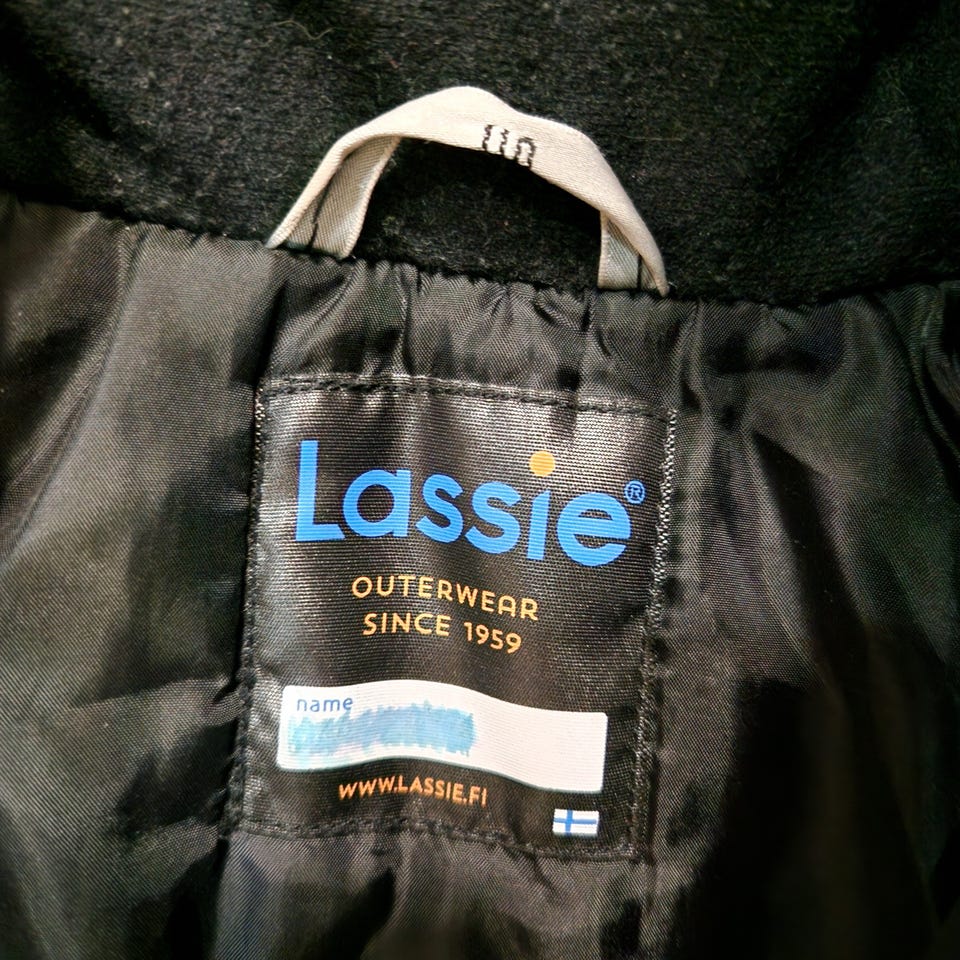 110
Lassie®
OUTERWEAR
SINCE 1959
name
WWW.LASSIE.FI